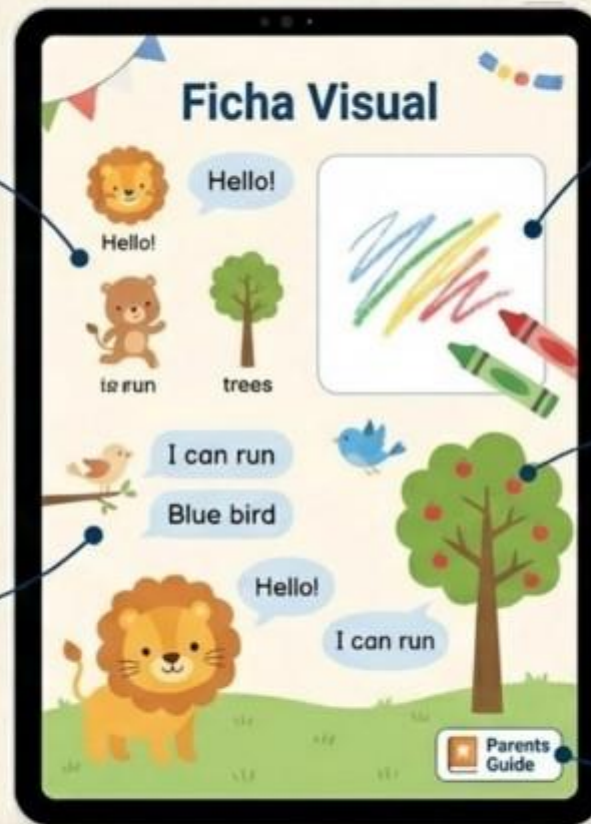 Ficha Visual
Hello!
Hello!
run
trees
I can run
Blue bird
Hello!
I can run
Parents
Guide